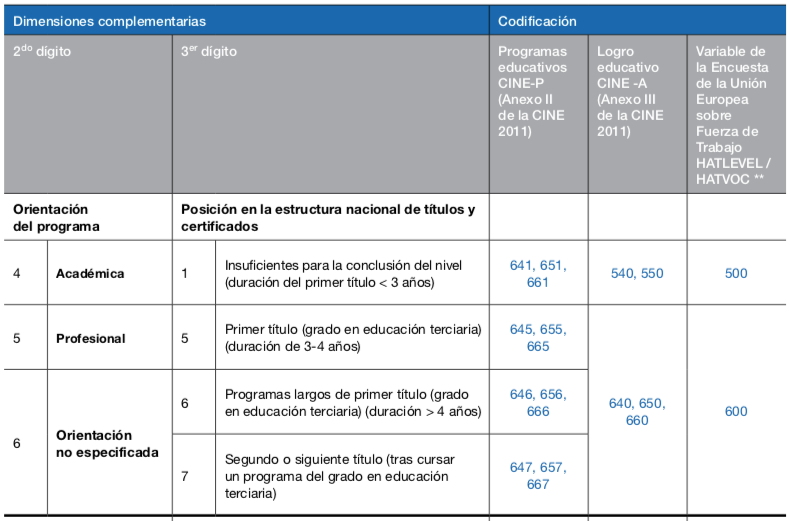 Dimensiones complementarias
Codificación
2do dígito
3er dígito
Programas
educativos
CINE-P
(Anexo II
de la CINE
2011)
Logro
educativo
CINE -A
(Anexo III
de la CINE
2011)
Variable de
la Encuesta
de la Unión
Europea
sobre
Fuerza de
Trabajo
HATLEVEL /
HATVOC **
Orientación
del programa
Posición en la estructura nacional de títulos y
certificados
4
Académica
1
Insuficientes para la conclusión del nivel
(duración del primer título < 3 años)
641, 651,
661
540, 550
500
5
Profesional
5
Primer título (grado en educación terciaria)
(duración de 3-4 años)
645, 655,
665
6
Orientación
no especificada
6
Programas largos de primer título (grado
en educación terciaria) (duración > 4 años)
646, 656,
666
640, 650,
660
600
7
Segundo o siguiente título (tras cursar
un programa del grado en educación
terciaria)
647, 657,
667